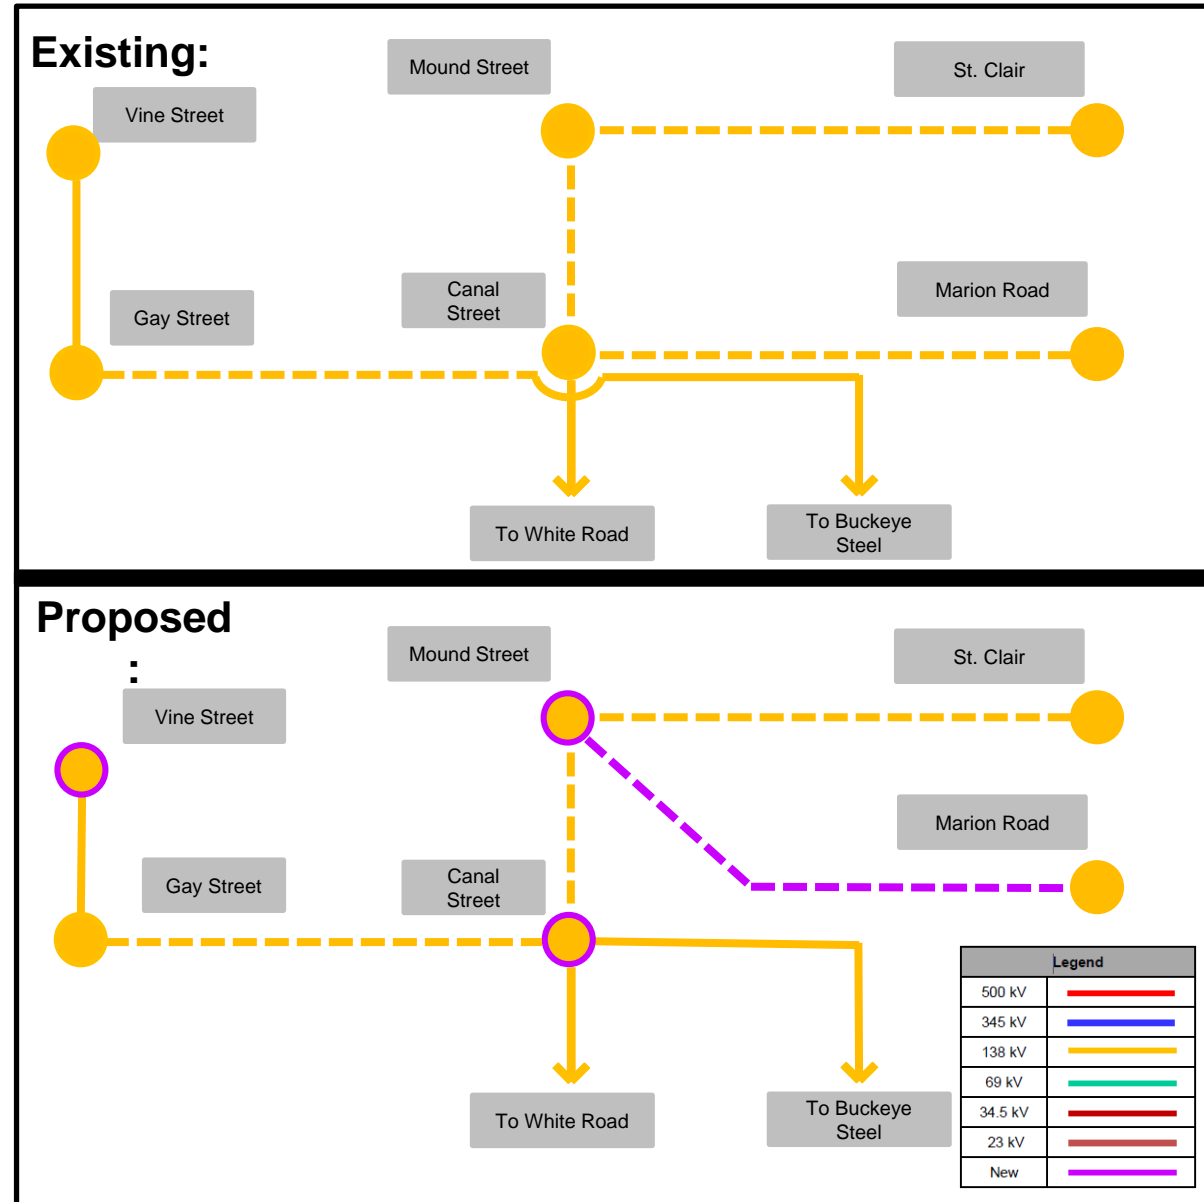 Existing:
Mound Street
St. Clair
Vine Street
Gay Street
Canal
Street
Marion Road
To White Road
To Buckeye
Steel
Proposed
:
Mound Street
St. Clair
Vine Street
Marion Road
Gay Street
Canal
Street
To White Road
To Buckeye
Steel
Legend
500 kV
345 kV
138 kV
69 kV
34.5 kV
23 kV
New